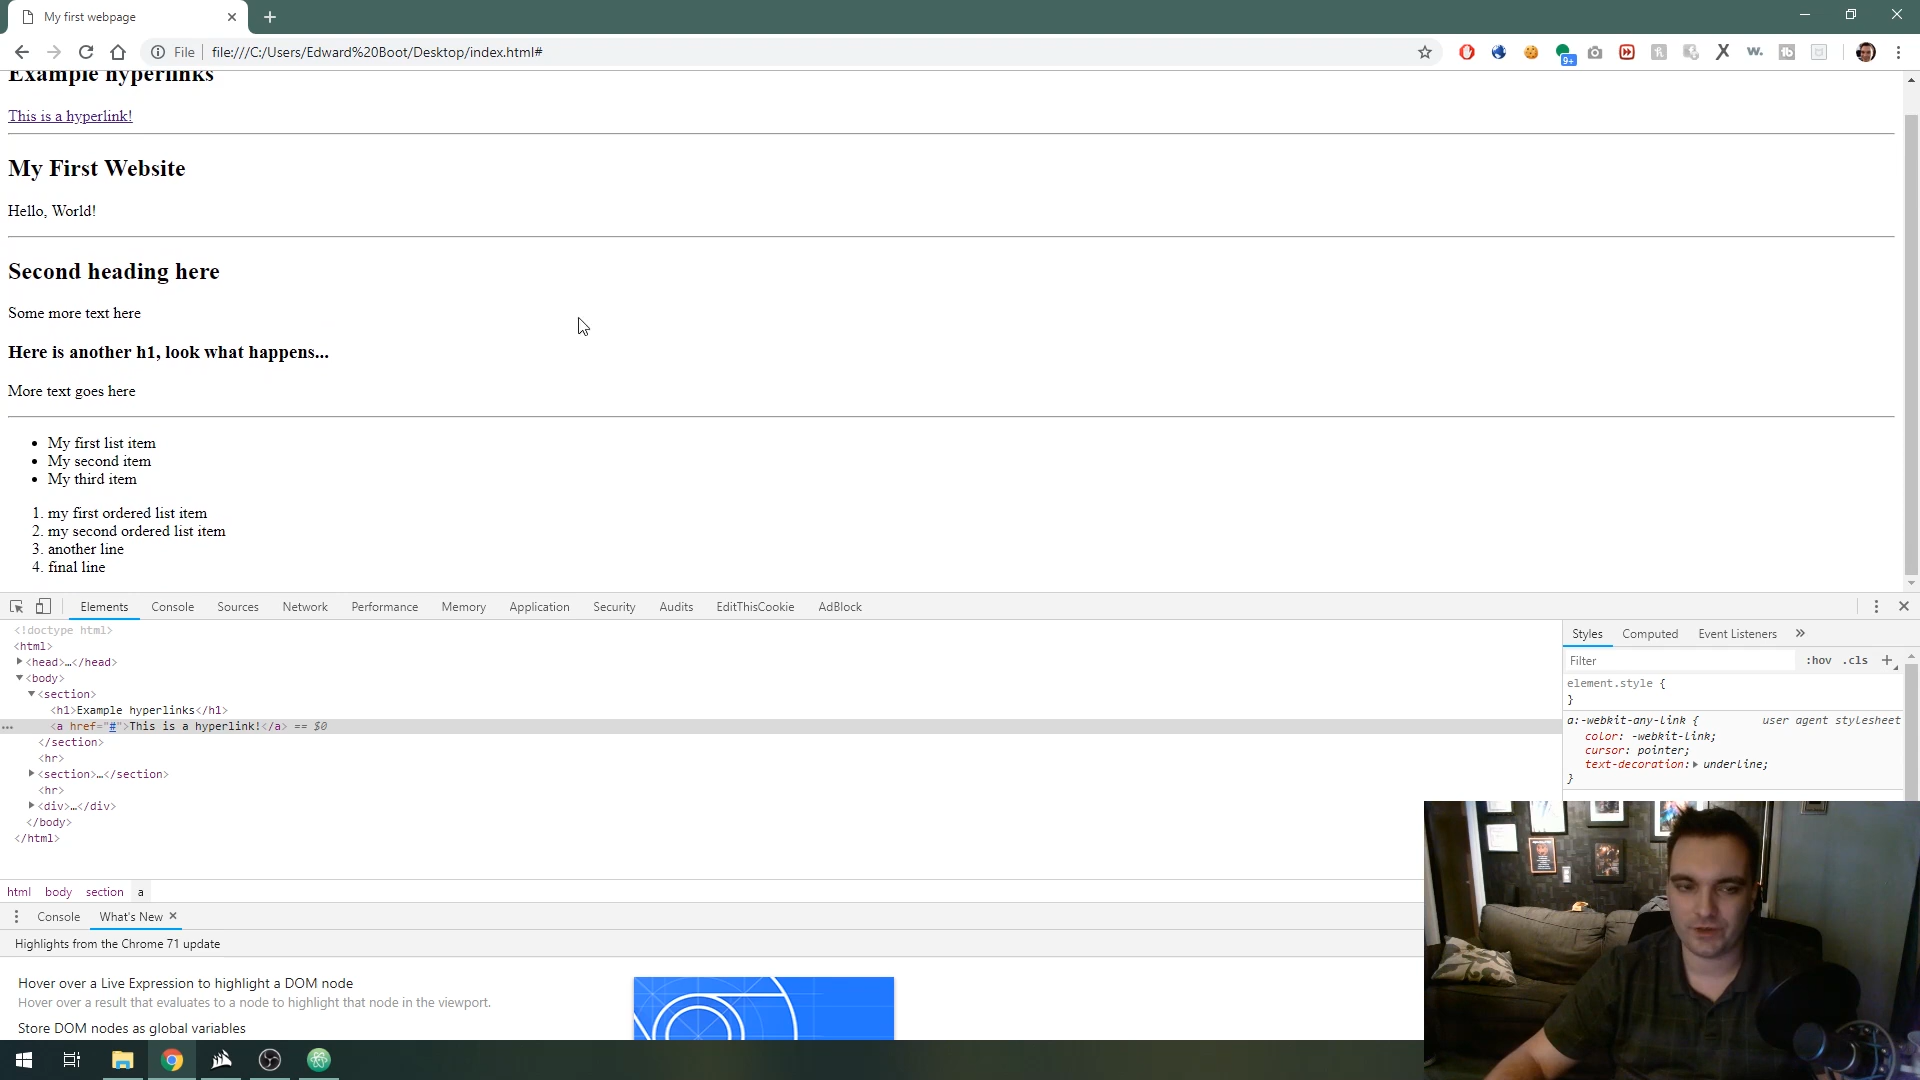 My first webpage
File
file:///C:/Users/Edward%20Boot/Desktop/index.html#
9+
Example hyperlinks
This is a hyperlink!
My First Website
Hello, World!
Second heading here
Some more text here
Here is another h1, look what happens...
More text goes here
My first list item
My second item
My third item
1. my first ordered list item
2. my second ordered list item
3. another line
4. final line
Elements Console Sources Network Performance Memory Application Security Audits EditThisCookie AdBlock
<!doctype html>
<html>
<head>…</head>
<body>
<section>
<h1>Example hyperlinks</h1>
<a href="#">This is a hyperlink!</a> == $0
</section>
<hr>
<section>…</section>
<hr>
<div>…</div>
</body>
</html>
html body section a
Styles Computed Event Listeners »
Filter :hov .cls +
element.style {
}
a:-webkit-any-link { user agent stylesheet
color: -webkit-link;
cursor: pointer;
text-decoration: underline;
}
Console What's New
Highlights from the Chrome 71 update
Hover over a Live Expression to highlight a DOM node
Hover over a result that evaluates to a node to highlight that node in the viewport.
Store DOM nodes as global variables